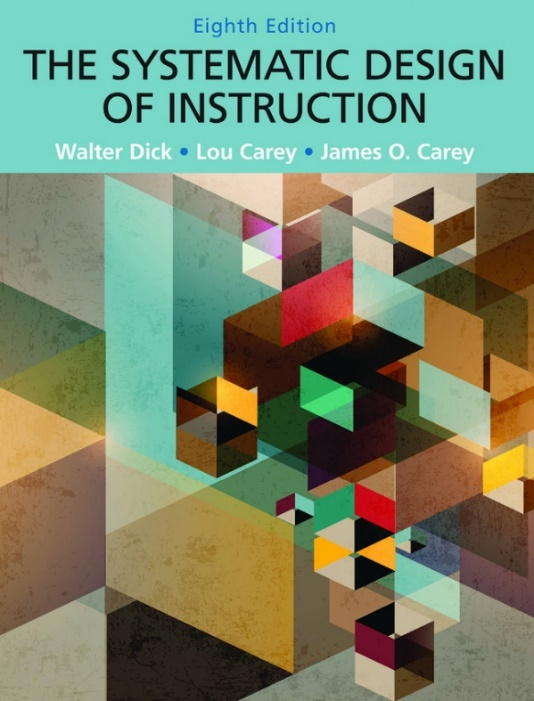 Eighth Edition
THE SYSTEMATIC DESIGN
OF INSTRUCTION
Walter Dick • Lou Carey • James O. Carey